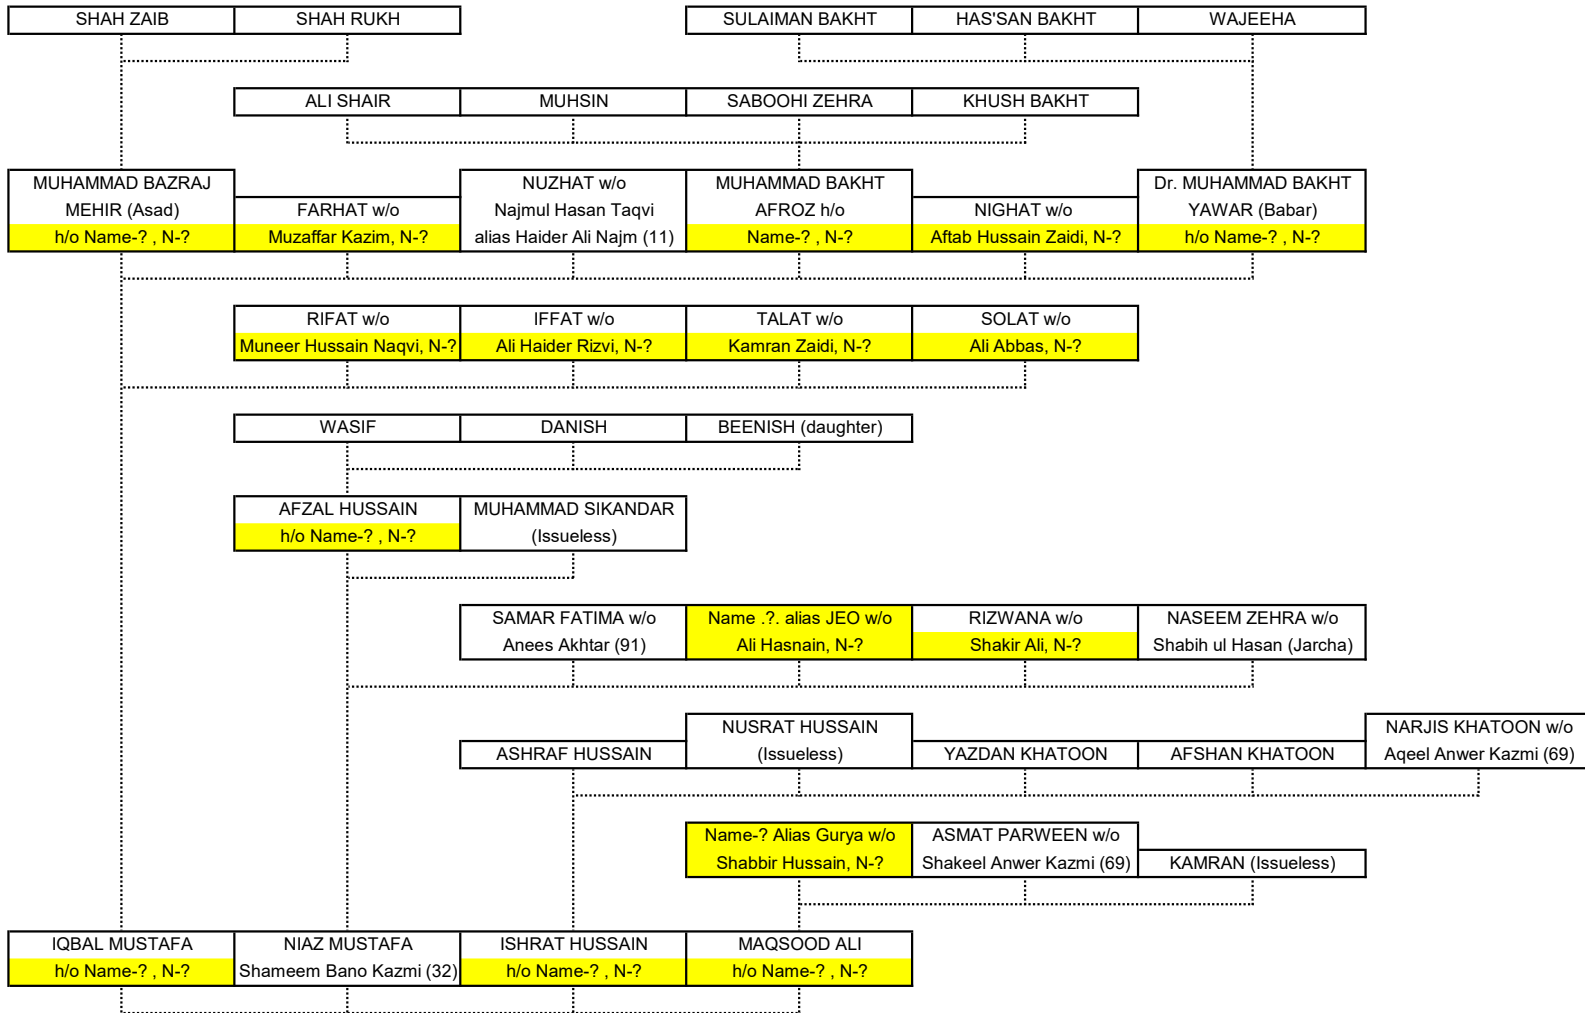 SHAH ZAIB
SHAH RUKH
SULAIMAN BAKHT
HAS'SAN BAKHT
WAJEEHA
ALI SHAIR
MUHSIN
SABOOHI ZEHRA
KHUSH BAKHT
MUHAMMAD BAZRAJ
MEHIR (Asad)
h/o Name-? , N-?
FARHAT w/o
Muzaffar Kazim, N-?
NUZHAT w/o
Najmul Hasan Taqvi
alias Haider Ali Najm (11)
MUHAMMAD BAKHT
AFROZ h/o
Name-? , N-?
NIGHAT w/o
Aftab Hussain Zaidi, N-?
Dr. MUHAMMAD BAKHT
YAWAR (Babar)
h/o Name-? , N-?
RIFAT w/o
Muneer Hussain Naqvi, N-?
IFFAT w/o
Ali Haider Rizvi, N-?
TALAT w/o
Kamran Zaidi, N-?
SOLAT w/o
Ali Abbas, N-?
WASIF
DANISH
BEENISH (daughter)
AFZAL HUSSAIN
h/o Name-? , N-?
MUHAMMAD SIKANDAR
(Issueless)
SAMAR FATIMA w/o
Anees Akhtar (91)
Name .?. alias JEO w/o
Ali Hasnain, N-?
RIZWANA w/o
Shakir Ali, N-?
NASEEM ZEHRA w/o
Shabih ul Hasan (Jarcha)
ASHRAF HUSSAIN
NUSRAT HUSSAIN
(Issueless)
YAZDAN KHATOON
AFSHAN KHATOON
NARJIS KHATOON w/o
Aqeel Anwer Kazmi (69)
Name-? Alias Gurya w/o
Shabbir Hussain, N-?
ASMAT PARWEEN w/o
Shakeel Anwer Kazmi (69)
KAMRAN (Issueless)
IQBAL MUSTAFA
h/o Name-? , N-?
NIAZ MUSTAFA
Shameem Bano Kazmi (32)
ISHRAT HUSSAIN
h/o Name-? , N-?
MAQSOOD ALI
h/o Name-? , N-?